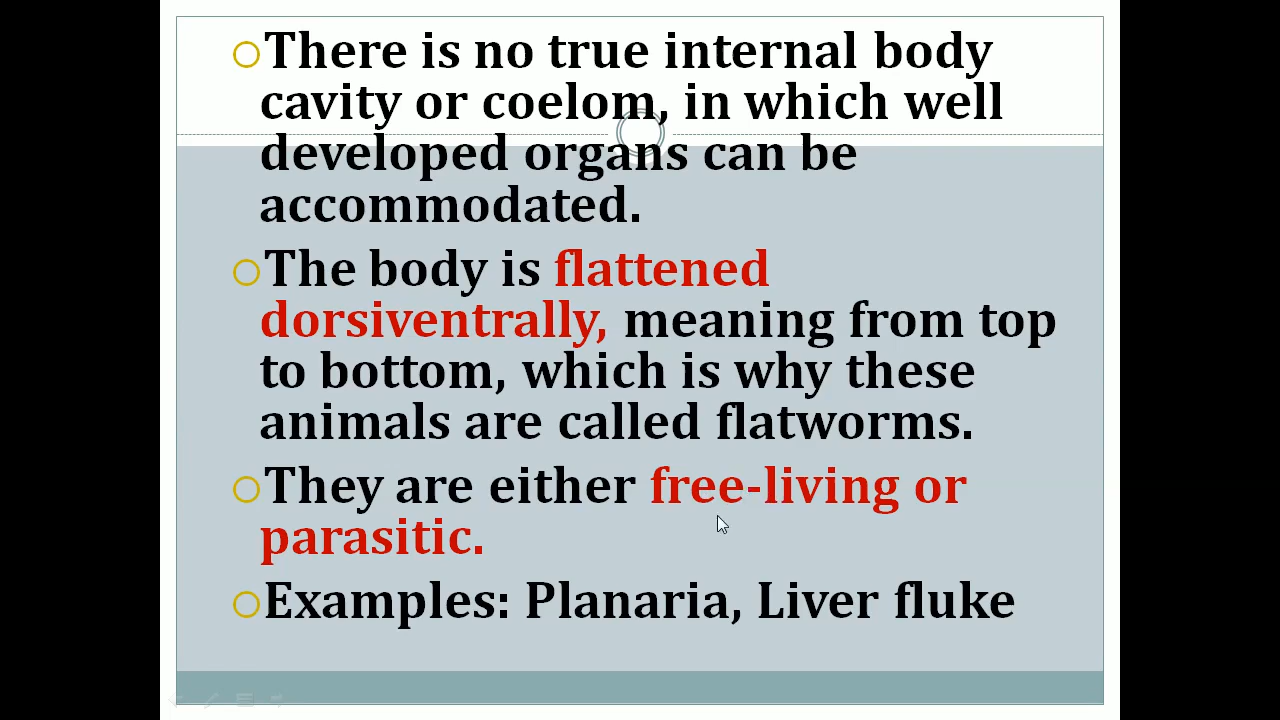 There is no true internal body
cavity or coelom, in which well
developed organs can be
accommodated.
The body is flattened
dorsiventrally, meaning from top
to bottom, which is why these
animals are called flatworms.
They are either free-living or
parasitic.
Examples: Planaria, Liver fluke